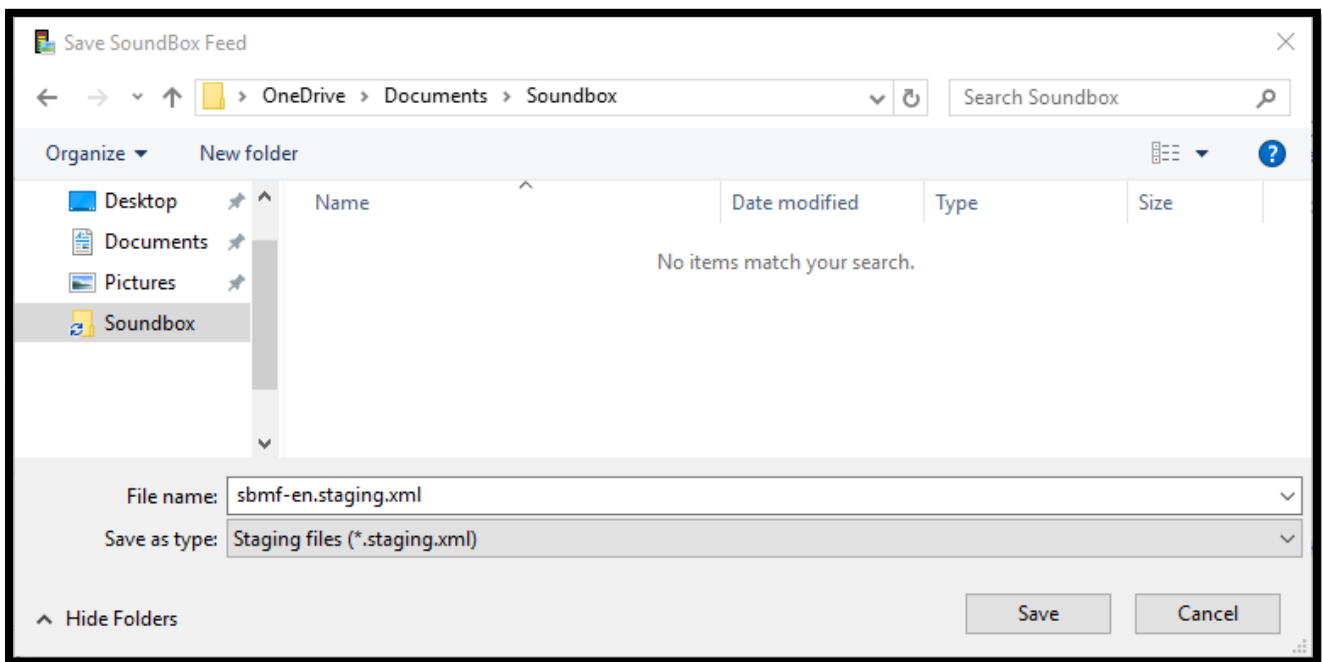 Save SoundBox Feed
OneDrive > Documents > Soundbox
Search Soundbox
Organize
New folder
?
Desktop
Documents
Pictures
Soundbox
Name
Date modified
Type
Size
No items match your search.
File name: sbmf-en.staging.xml
Save as type: Staging files (*.staging.xml)
Hide Folders
Save
Cancel